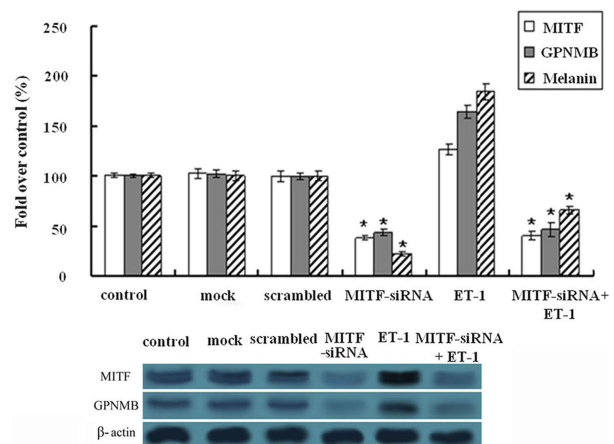 250
200
150
100
50
0
Fold over control (%)
MITF
GPNMB
Melanin
* * *
* * *
control mock scrambled MITF-siRNA ET-1 MITF-siRNA+
ET-1
control mock scrambled MITF
-siRNA ET-1 MITF-siRNA
+ ET-1
MITF
GPNMB
β-actin